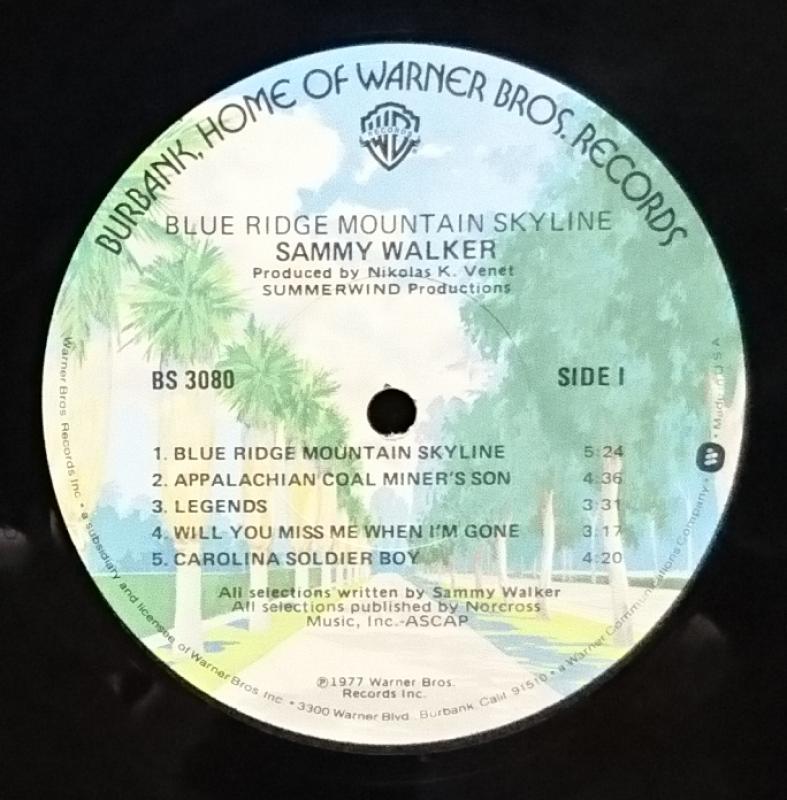 BURBANK, HOME OF WARNER BROS. RECORDS
W RECORDS
BLUE RIDGE MOUNTAIN SKYLINE
SAMMY WALKER
Produced by Nikolas K. Venet
SUMMERWIND Productions
BS 3080
SIDE 1
1. BLUE RIDGE MOUNTAIN SKYLINE 5:24
2. APPALACHIAN COAL MINER'S SON 4:36
3. LEGENDS 3:31
4. WILL YOU MISS ME WHEN I'M GONE 3:17
5. CAROLINA SOLDIER BOY 4:20
All selections written by Sammy Walker
All selections published by Norcross
Music, Inc.-ASCAP
℗1977 Warner Bros.
Records Inc.
Warner Bros. Records Inc. • a subsidiary and licensee of Warner Bros. Inc. • 3300 Warner Blvd., Burbank, Calif. 91510 • a Warner Communications Company • Made in U.S.A.